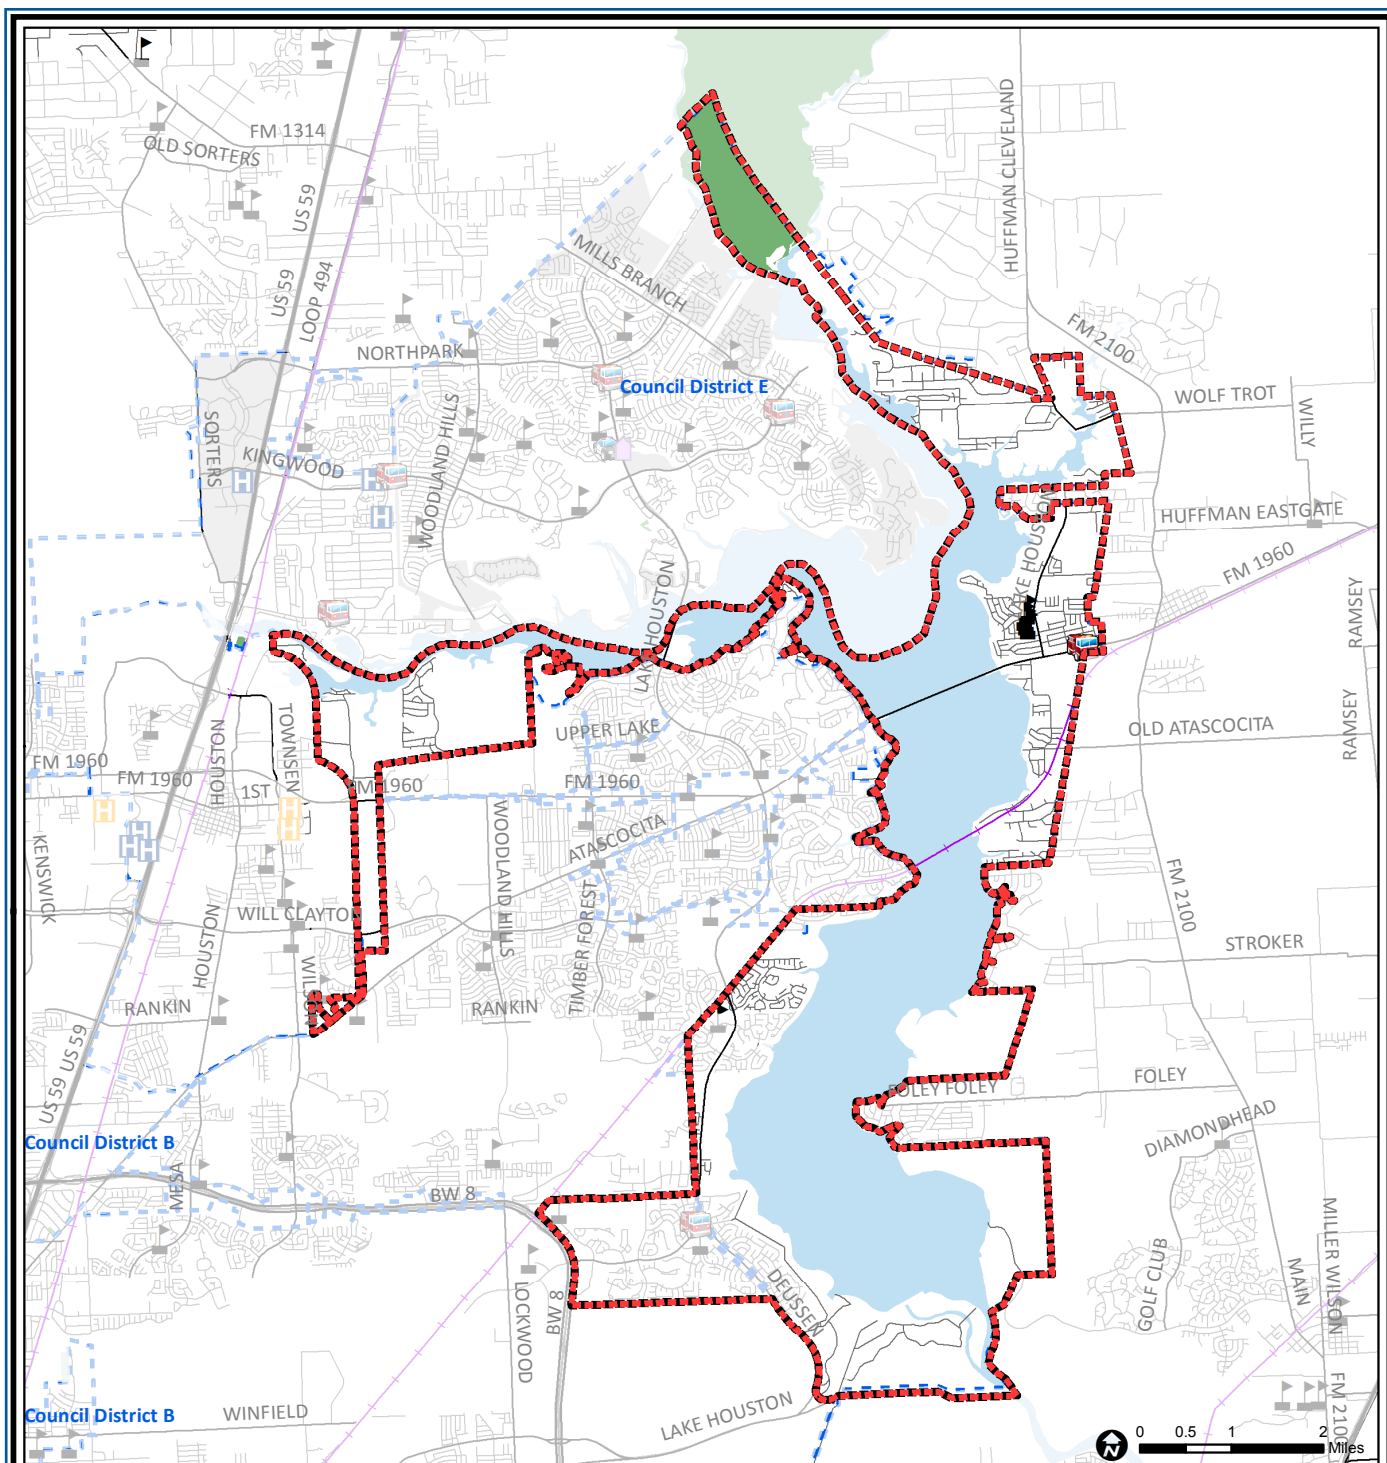 FM 1314
OLD SORTERS
US 59
HUFFMAN CLEVELAND
MILLS BRANCH
US 59
LOOP 494
FM 2100
NORTHPARK
Council District E
WOLF TROT
WILLY
SORTERS
WOODLAND HILLS
KINGWOOD
H
H
H
HUFFMAN EASTGATE
LAKE HOUSTON
FM 1960
LAKE HOUSTON
RAMSEY
RAMSEY
UPPER LAKE
OLD ATASCOCITA
HOUSTON
TOWNSEN
FM 1960
FM 1960
1ST
FM 1960
FM 1960
H
H
H
H
H
H
KENSWICK
WOODLAND HILLS
ATASCOCITA
TIMBER FOREST
FM 2100
WILL CLAYTON
HOUSTON
STROKER
WILSON
RANKIN
RANKIN
US 59
US 59
FOLEY FOLEY
FOLEY
DIAMONDHEAD
Council District B
MESA
BW 8
MILLER WILSON
GOLF CLUB
MAIN
DEUSSEN
LOCKWOOD
BW 8
FM 2100
Council District B
WINFIELD
LAKE HOUSTON
N
0 0.5 1 2
Miles